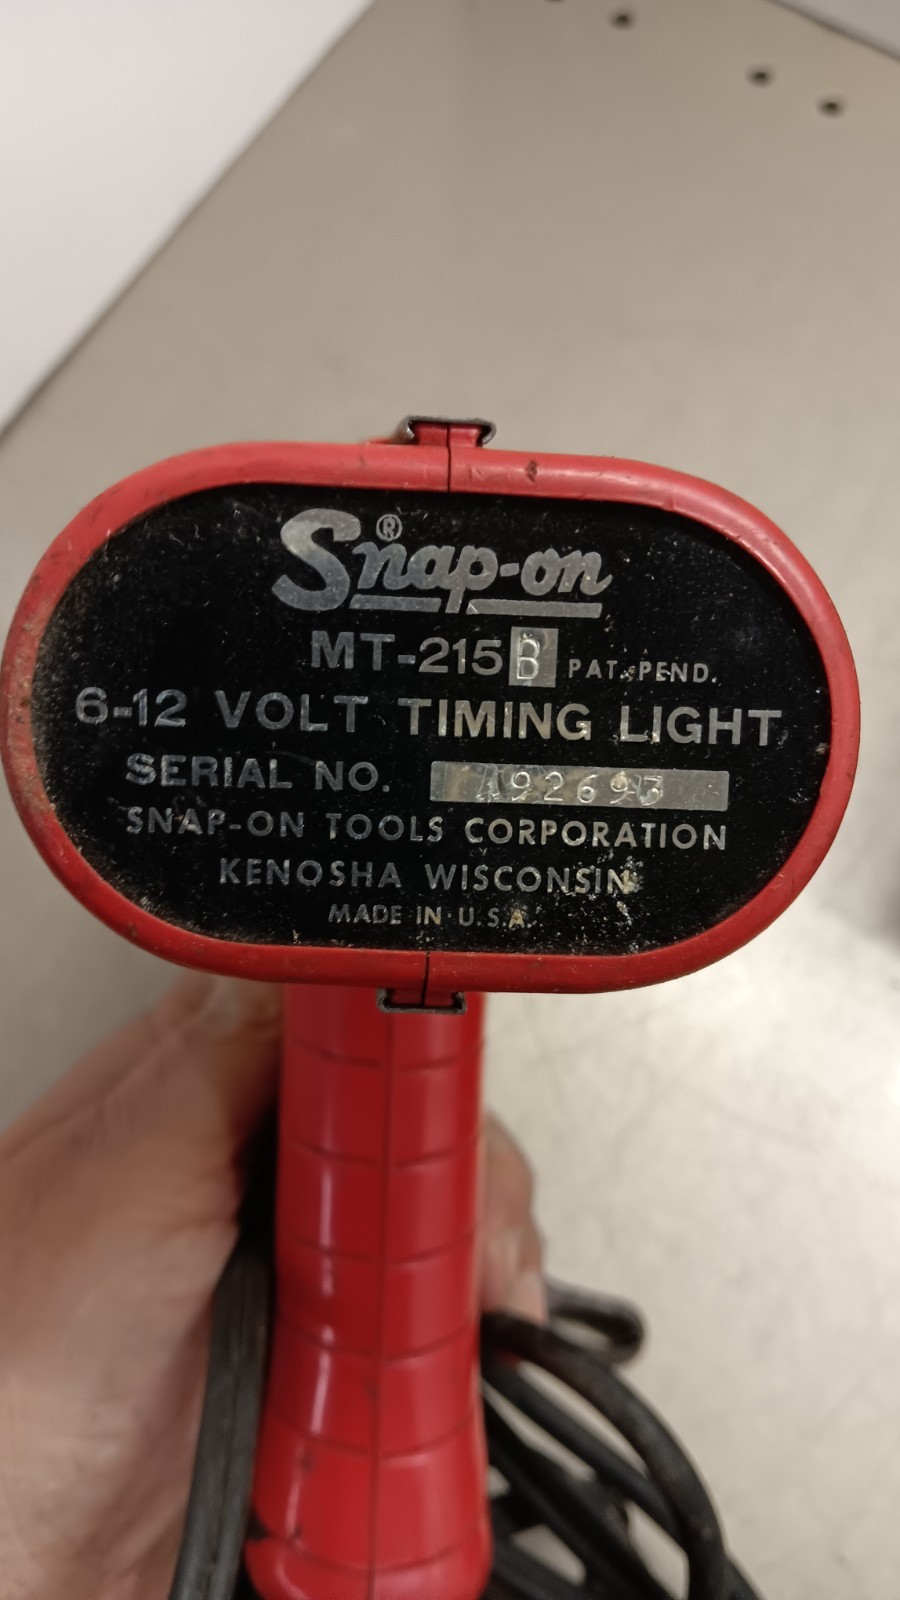 Snap-on®
MT-215B PAT. PEND.
6-12 VOLT TIMING LIGHT
SERIAL NO.
SNAP-ON TOOLS CORPORATION
KENOSHA WISCONSIN
MADE IN U.S.A.